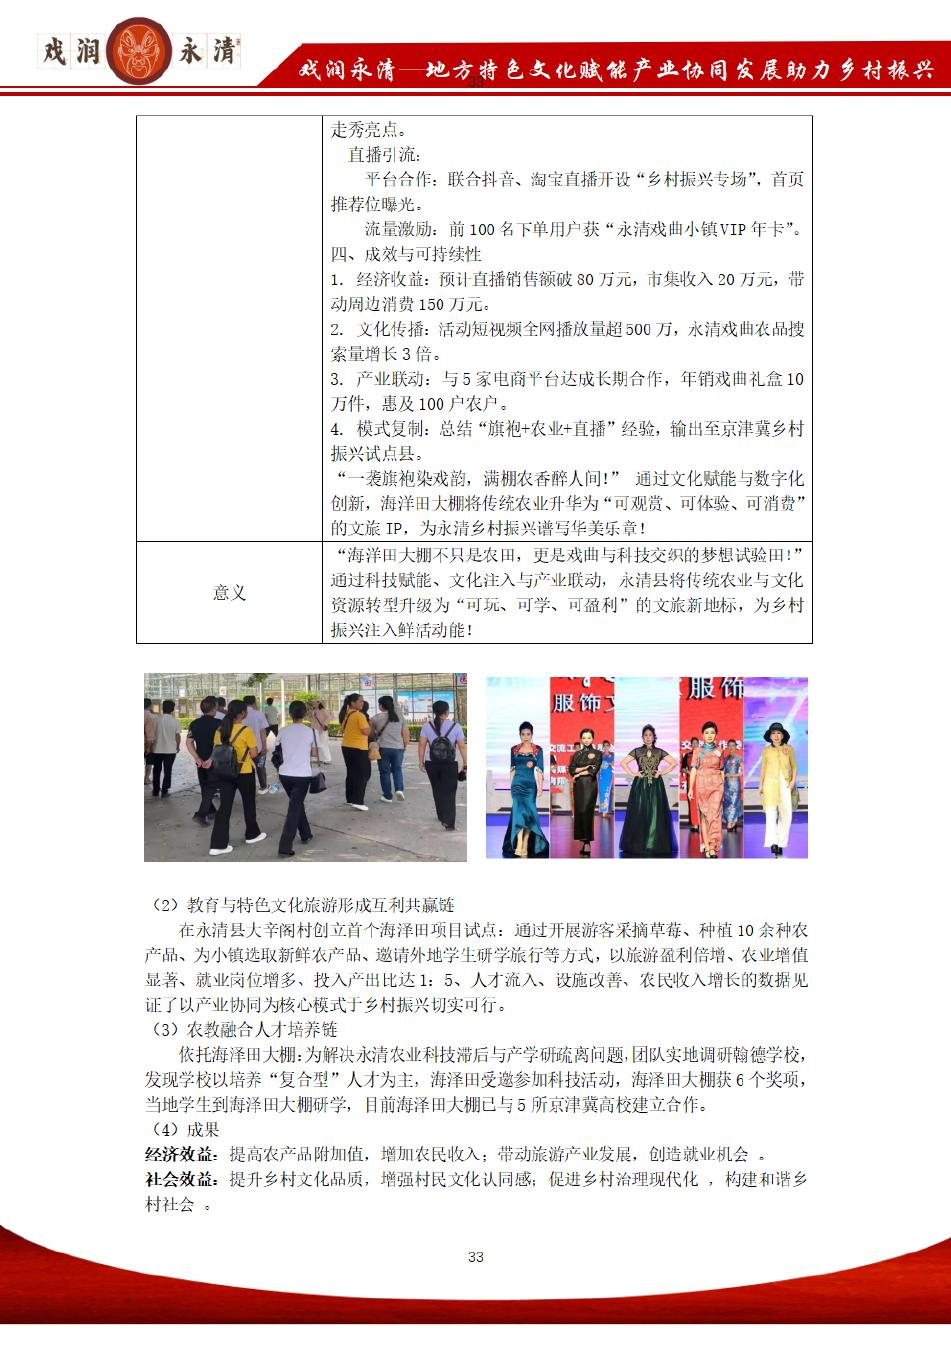 戏润永清
戏润永清—地方特色文化赋能产业协同发展助力乡村振兴
33
走秀亮点。
直播引流：
平台合作：联合抖音、淘宝直播开设“乡村振兴专场”，首页
推荐位曝光。
流量激励：前 100 名下单用户获“永清戏曲小镇VIP 年卡”。
四、成效与可持续性
1. 经济收益：预计直播销售额破 80 万元，市集收入 20 万元，带
动周边消费 150 万元。
2. 文化传播：活动短视频全网播放量超 500 万，永清戏曲农品搜
索量增长 3 倍。
3. 产业联动：与 5 家电商平台达成长期合作，年销戏曲礼盒 10
万件，惠及 100 户农户。
4. 模式复制：总结“旗袍+农业+直播”经验，输出至京津冀乡村
振兴试点县。
“一袭旗袍染戏韵，满棚农香醉人间！” 通过文化赋能与数字化
创新，海洋田大棚将传统农业升华为“可观赏、可体验、可消费”
的文旅 IP，为永清乡村振兴谱写华美乐章！
意义
“海洋田大棚不只是农田，更是戏曲与科技交织的梦想试验田！”
通过科技赋能、文化注入与产业联动，永清县将传统农业与文化
资源转型升级为“可玩、可学、可盈利”的文旅新地标，为乡村
振兴注入鲜活动能！
服饰文
服饰
（2）教育与特色文化旅游形成互利共赢链
在永清县大辛阁村创立首个海泽田项目试点：通过开展游客采摘草莓、种植 10 余种农
产品、为小镇选取新鲜农产品、邀请外地学生研学旅行等方式，以旅游盈利倍增、农业增值
显著、就业岗位增多、投入产出比达 1：5、人才流入、设施改善、农民收入增长的数据见
证了以产业协同为核心模式于乡村振兴切实可行。
（3）农教融合人才培养链
依托海泽田大棚：为解决永清农业科技滞后与产学研疏离问题，团队实地调研翰德学校，
发现学校以培养“复合型”人才为主，海泽田受邀参加科技活动，海泽田大棚获 6 个奖项，
当地学生到海泽田大棚研学，目前海泽田大棚已与 5 所京津冀高校建立合作。
（4）成果
经济效益：提高农产品附加值，增加农民收入；带动旅游产业发展，创造就业机会 。
社会效益：提升乡村文化品质，增强村民文化认同感；促进乡村治理现代化 ，构建和谐乡
村社会 。
33